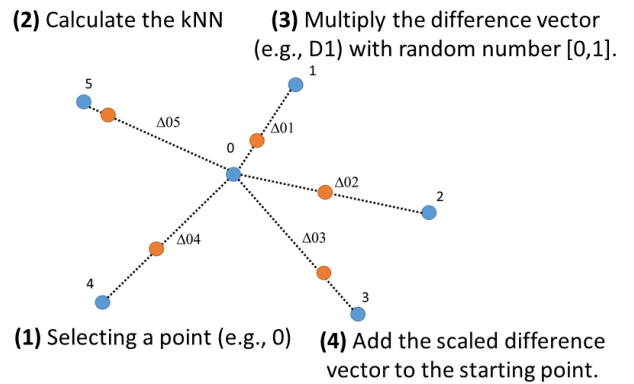 (2) Calculate the kNN
(3) Multiply the difference vector
(e.g., D1) with random number [0,1].
1
5
Δ05
Δ01
0
Δ02
2
Δ04
Δ03
4
3
(1) Selecting a point (e.g., 0)
(4) Add the scaled difference
vector to the starting point.